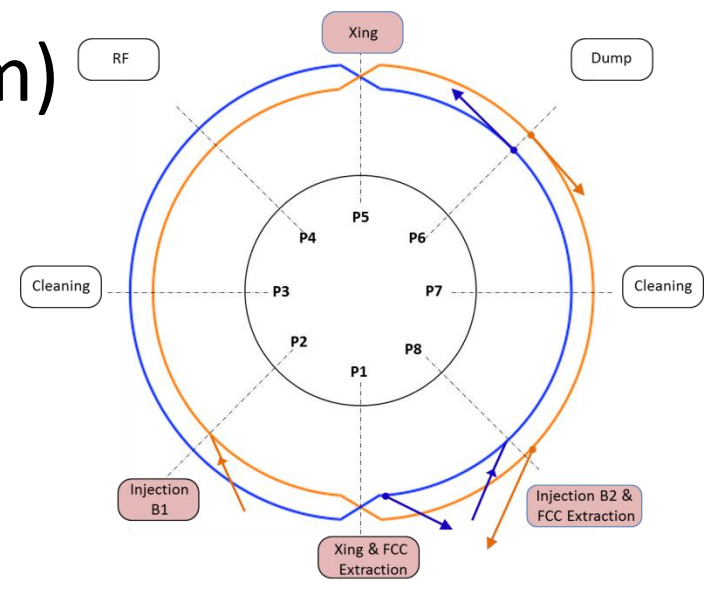 m)
Xing
RF
Dump
P5
P4
P6
Cleaning
P3
P7
Cleaning
P2
P8
P1
Injection
B1
Injection B2 &
FCC Extraction
Xing & FCC
Extraction